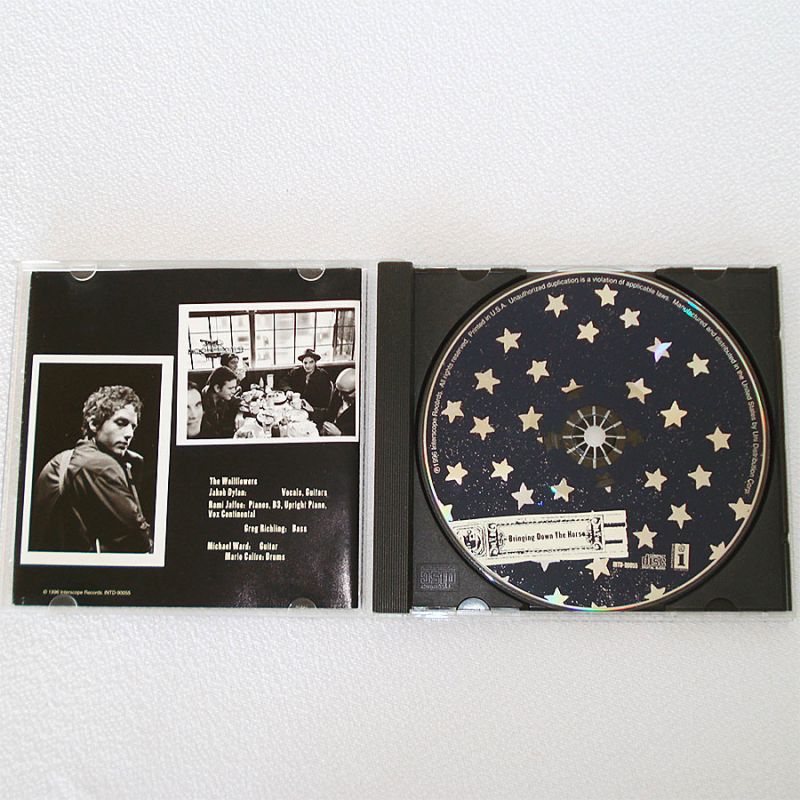 The Wallflowers
Jakob Dylan: Vocals, Guitars
Rami Jaffee: Pianos, B3, Upright Piano,
Vox Continental
Greg Richling: Bass
Michael Ward: Guitar
Mario Calire: Drums
© 1996 Interscope Records. INTD-90055
℗1996 Interscope Records. All rights reserved. Printed in U.S.A. Unauthorized duplication is a violation of applicable laws. Manufactured and distributed in the United States by Uni Distribution Corp.
Bringing Down The Horse
INTD-90055
disc
1
disc